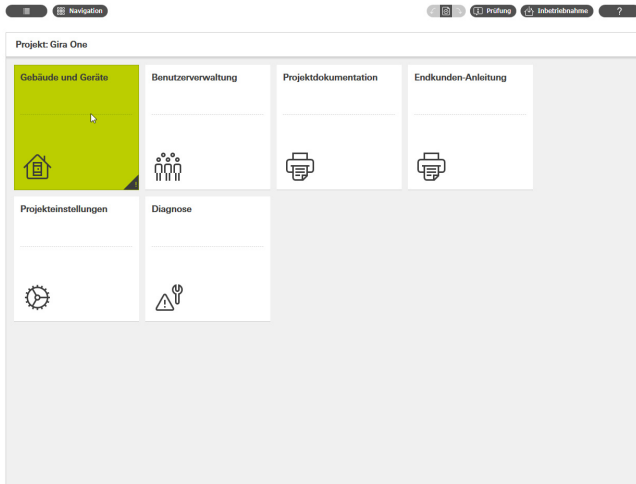 Navigation
Prüfung
Inbetriebnahme
?
Projekt: Gira One
Gebäude und Geräte
Benutzerverwaltung
Projektdokumentation
Endkunden-Anleitung
Projekteinstellungen
Diagnose